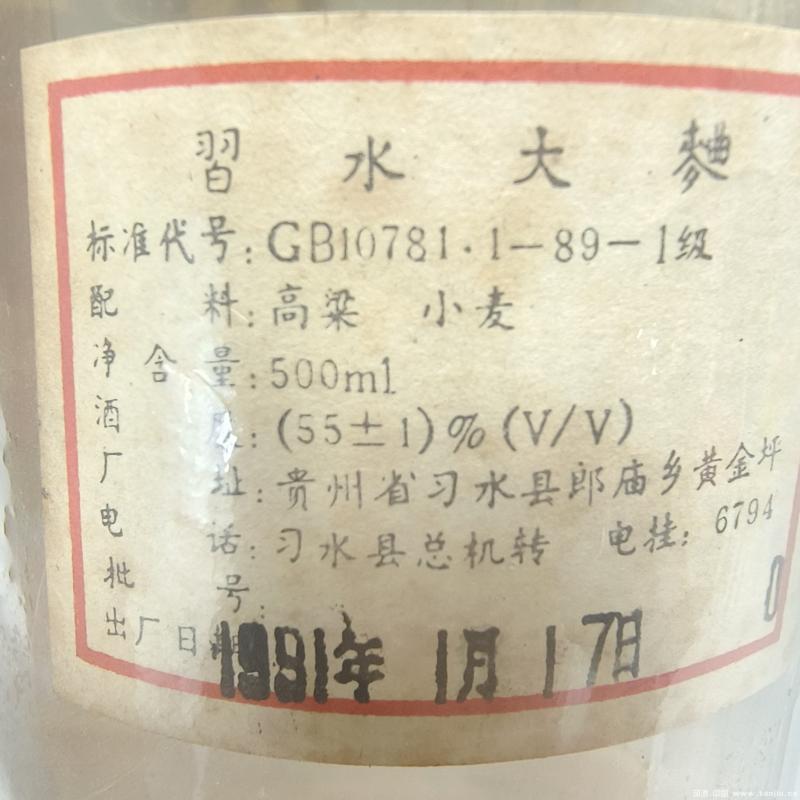 習水大麯
标准代号:GB10781·1—89—1级
配料:高粱 小麦
净含量:500ml
酒质:(55±1)%(V/V)
厂址:贵州省习水县郎庙乡黄金坪
电话:习水县总机转 电挂:6794
批号:
出厂日期
1991年1月17日
0